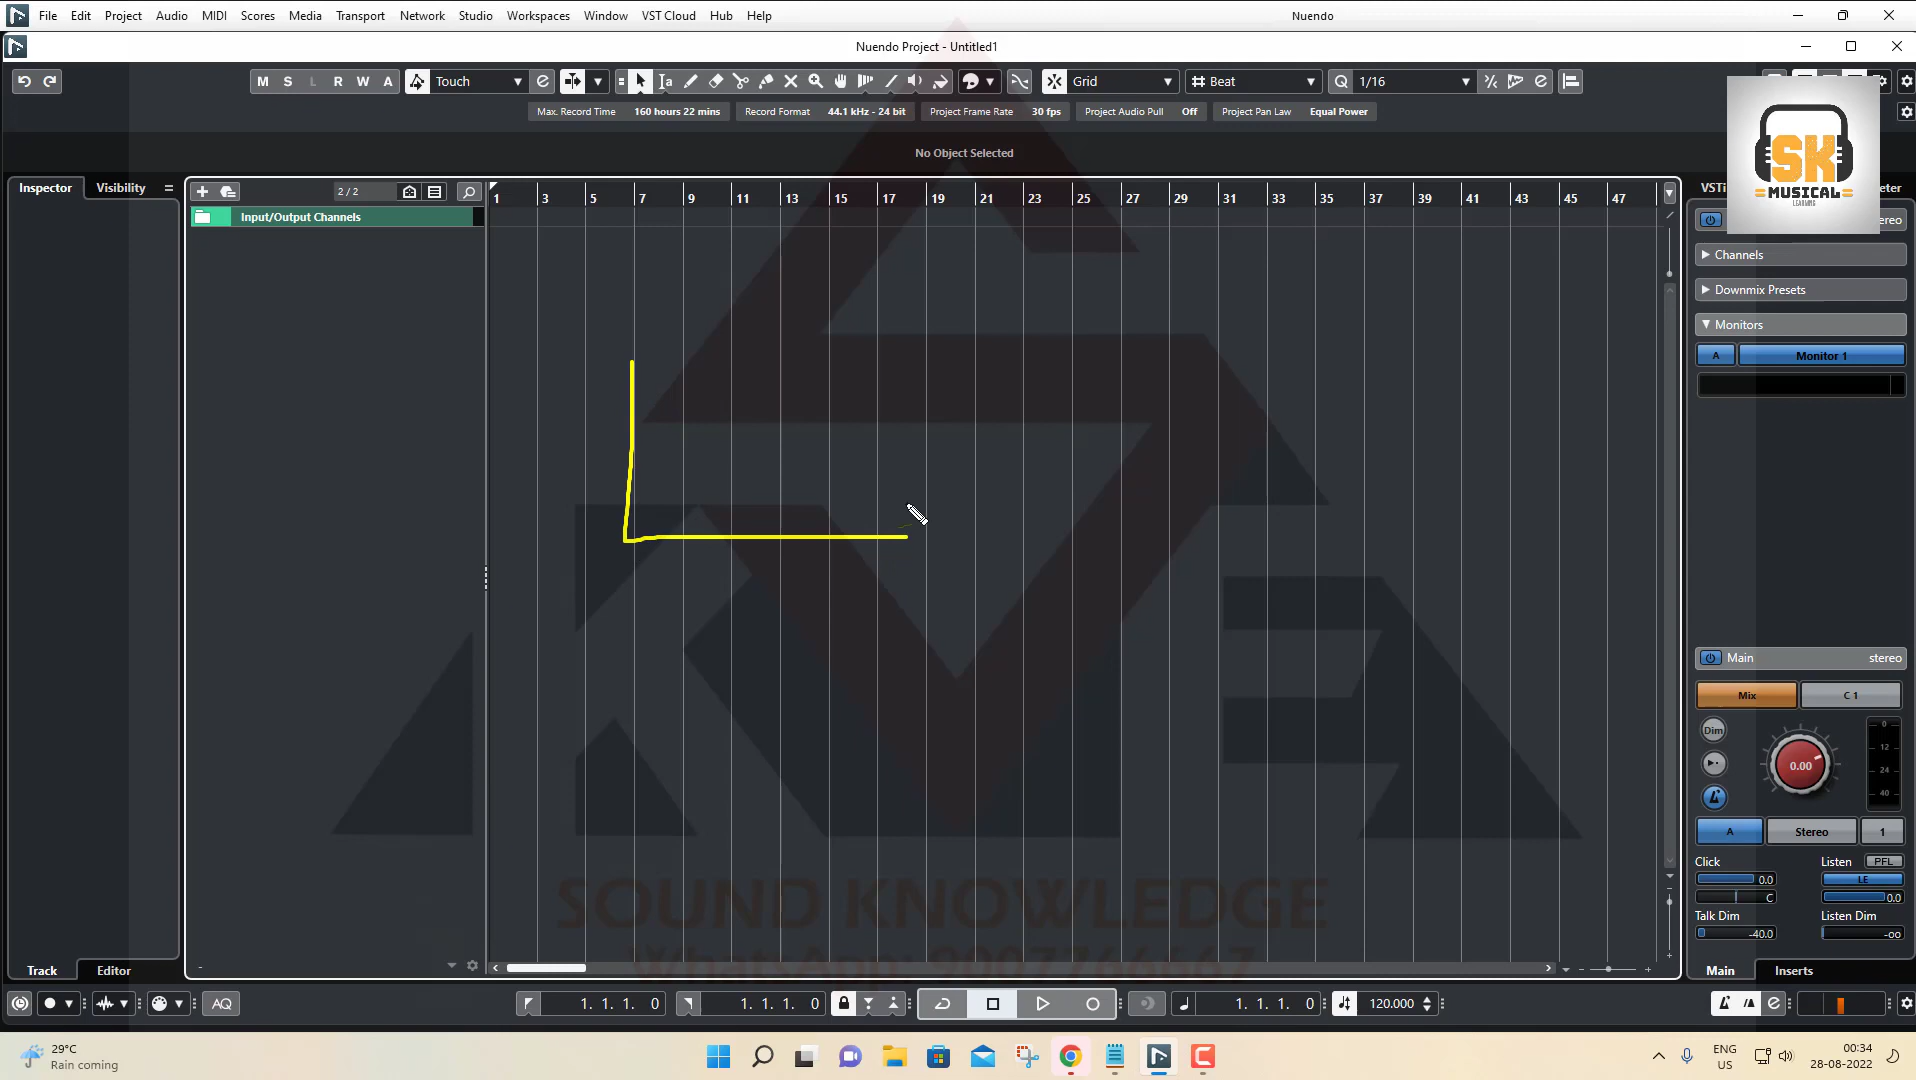 File Edit Project Audio MIDI Scores Media Transport Network Studio Workspaces Window VST Cloud Hub Help Nuendo
Nuendo Project - Untitled1
M S L R W A Touch Grid Beat Q 1/16
Max. Record Time 160 hours 22 mins Record Format 44.1 kHz - 24 bit Project Frame Rate 30 fps Project Audio Pull Off Project Pan Law Equal Power
No Object Selected
SK
MUSICAL
LEARNING
Inspector Visibility 2 / 2 1 3 5 7 9 11 13 15 17 19 21 23 25 27 29 31 33 35 37 39 41 43 45 47 VSTi
Input/Output Channels
Channels
Downmix Presets
Monitors
A Monitor 1
Main stereo
Mix C 1
Dim
0.00
0
12
24
40
A Stereo 1
Click Listen PFL
0.0 LE
C 0.0
Talk Dim Listen Dim
-40.0 -oo
SOUND KNOWLEDGE
WhatsApp
Track Editor Main Inserts
AQ 1. 1. 1. 0 1. 1. 1. 0 1. 1. 1. 0 120.000
29°C
Rain coming
ENG
US
00:34
28-08-2022